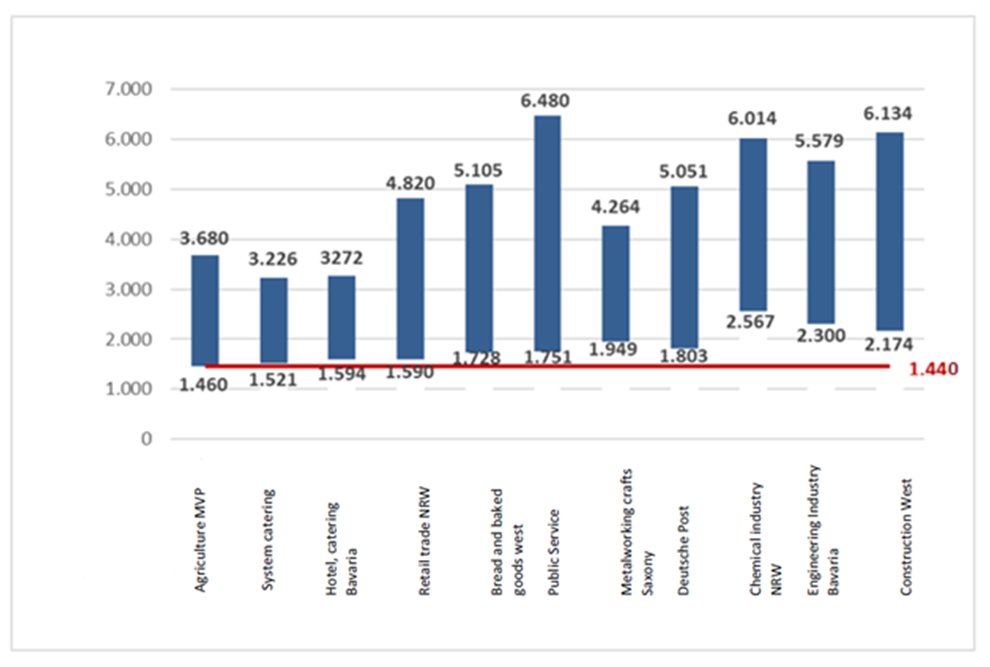 7.000
6.000
5.000
4.000
3.000
2.000
1.000
0
3.680
3.226
3272
4.820
5.105
6.480
4.264
5.051
6.014
5.579
6.134
1.460
1.521
1.594
1.590
1.728
1.751
1.949
1.803
2.567
2.300
2.174
1.440
Agriculture MVP
System catering
Hotel, catering
Bavaria
Retail trade NRW
Bread and baked
goods west
Public Service
Metalworking crafts
Saxony
Deutsche Post
Chemical industry
NRW
Engineering Industry
Bavaria
Construction West